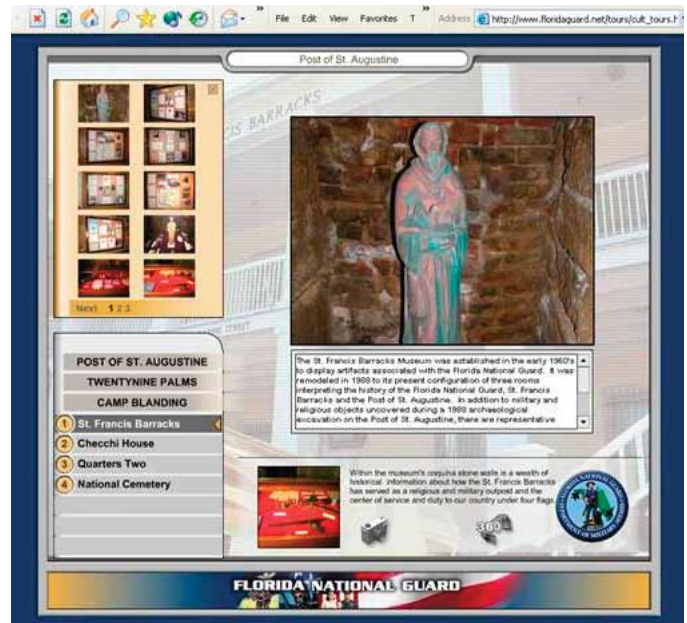 File Edit View Favorites T Address http://www.floridaguard.net/tours/cult_tours.h
Post of St. Augustine
CIS BARRACKS
STREET
Next 1 2 3
POST OF ST. AUGUSTINE
TWENTYNINE PALMS
CAMP BLANDING
1 St. Francis Barracks
2 Checchi House
3 Quarters Two
4 National Cemetery
The St. Francis Barracks Museum was established in the early 1960's
to display artifacts associated with the Florida National Guard. It was
remodeled in 1988 to its present configuration of three rooms
interpreting the history of the Florida National Guard, St. Francis
Barracks and the Post of St. Augustine. In addition to military and
religious objects uncovered during a 1988 archaeological
excavation on the Post of St. Augustine, there are representative
Within the museum's coquina stone walls is a wealth of
historical information about how the St. Francis Barracks
has served as a religious and military outpost and the
center of service and duty to our country under four flags.
360
FLORIDA NATIONAL GUARD